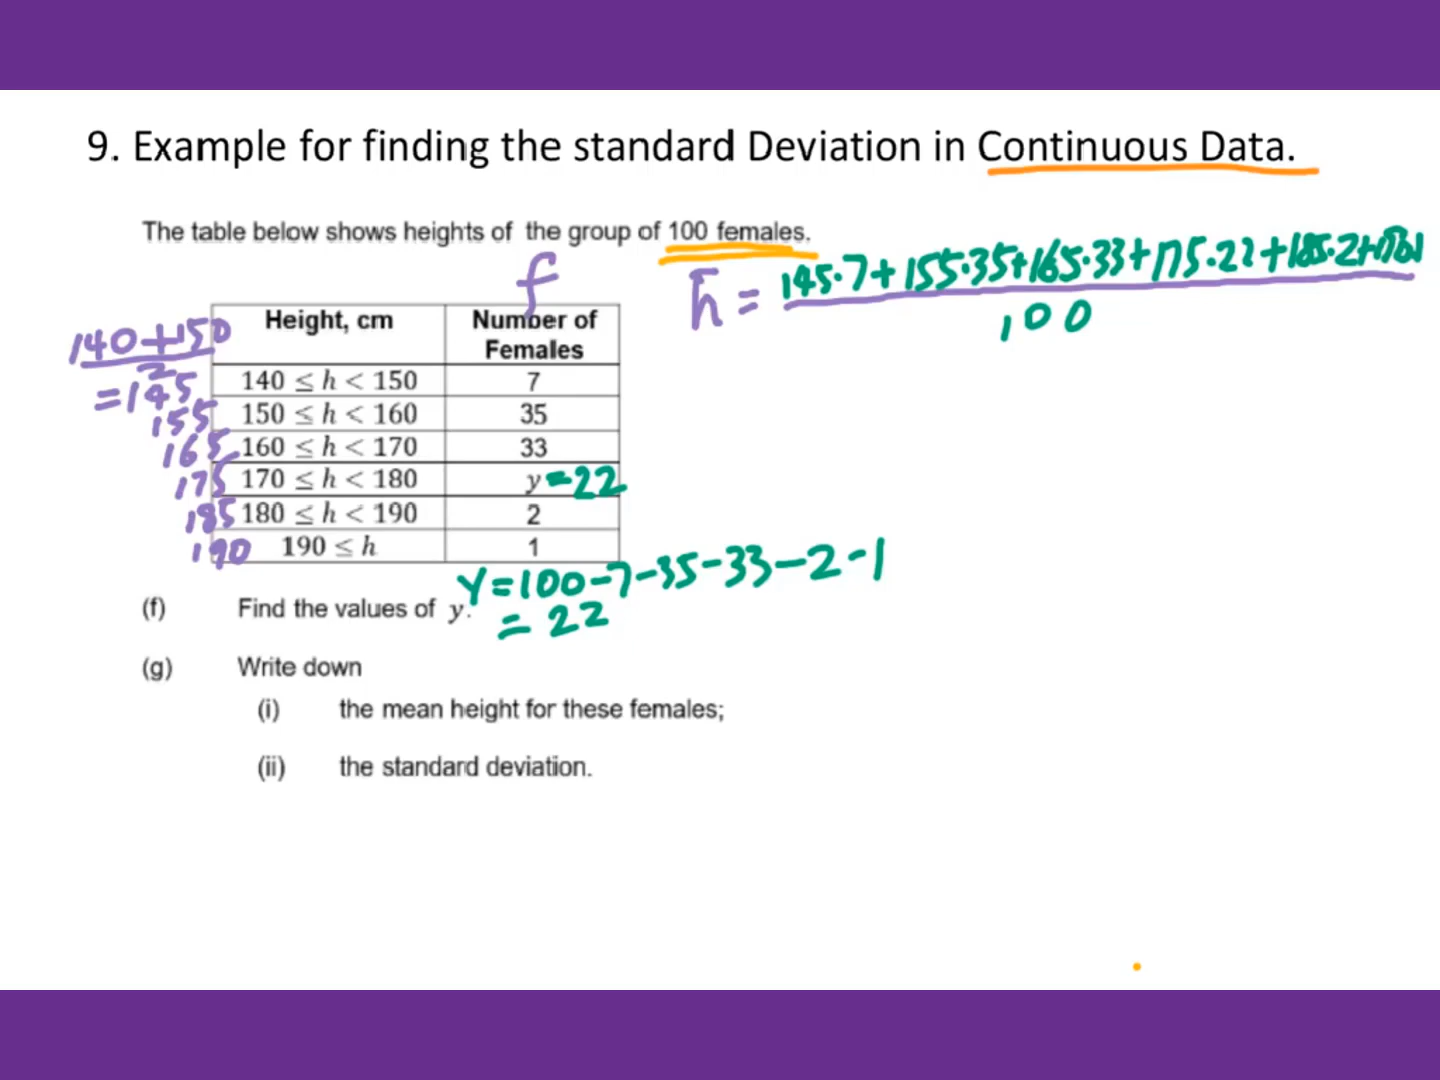 9. Example for finding the standard Deviation in Continuous Data.
The table below shows heights of the group of 100 females.
f
h̄ = 145·7+155·35+165·33+175·22+185·2+190·1
100
Height, cm Number of Females
140+150
2
=145
140 ≤ h < 150 7
155 150 ≤ h < 160 35
165 160 ≤ h < 170 33
175 170 ≤ h < 180 y =22
185 180 ≤ h < 190 2
190 190 ≤ h 1
Y=100-7-35-33-2-1
= 22
(f) Find the values of y.
(g) Write down
(i) the mean height for these females;
(ii) the standard deviation.